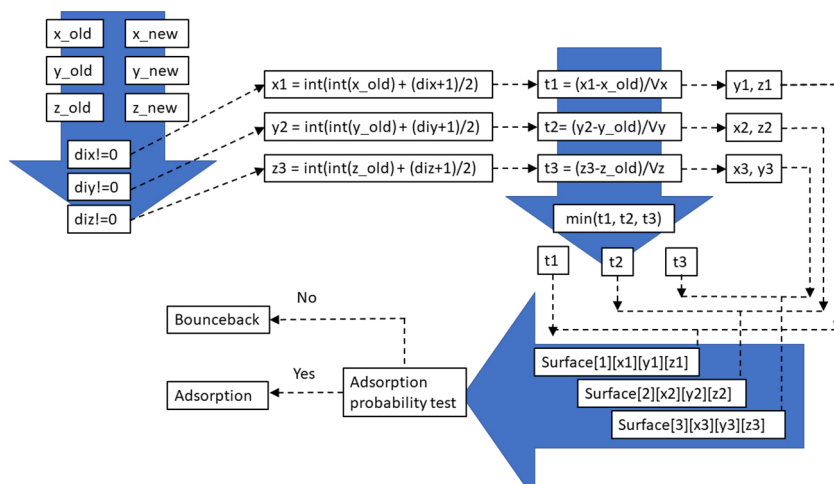 x_old
x_new
y_old
y_new
z_old
z_new
dix!=0
diy!=0
diz!=0
x1 = int(int(x_old) + (dix+1)/2)
t1 = (x1-x_old)/Vx
y1, z1
y2 = int(int(y_old) + (diy+1)/2)
t2= (y2-y_old)/Vy
x2, z2
z3 = int(int(z_old) + (diz+1)/2)
t3 = (z3-z_old)/Vz
x3, y3
min(t1, t2, t3)
t1
t2
t3
No
Bounceback
Yes
Adsorption
Adsorption
probability test
Surface[1][x1][y1][z1]
Surface[2][x2][y2][z2]
Surface[3][x3][y3][z3]